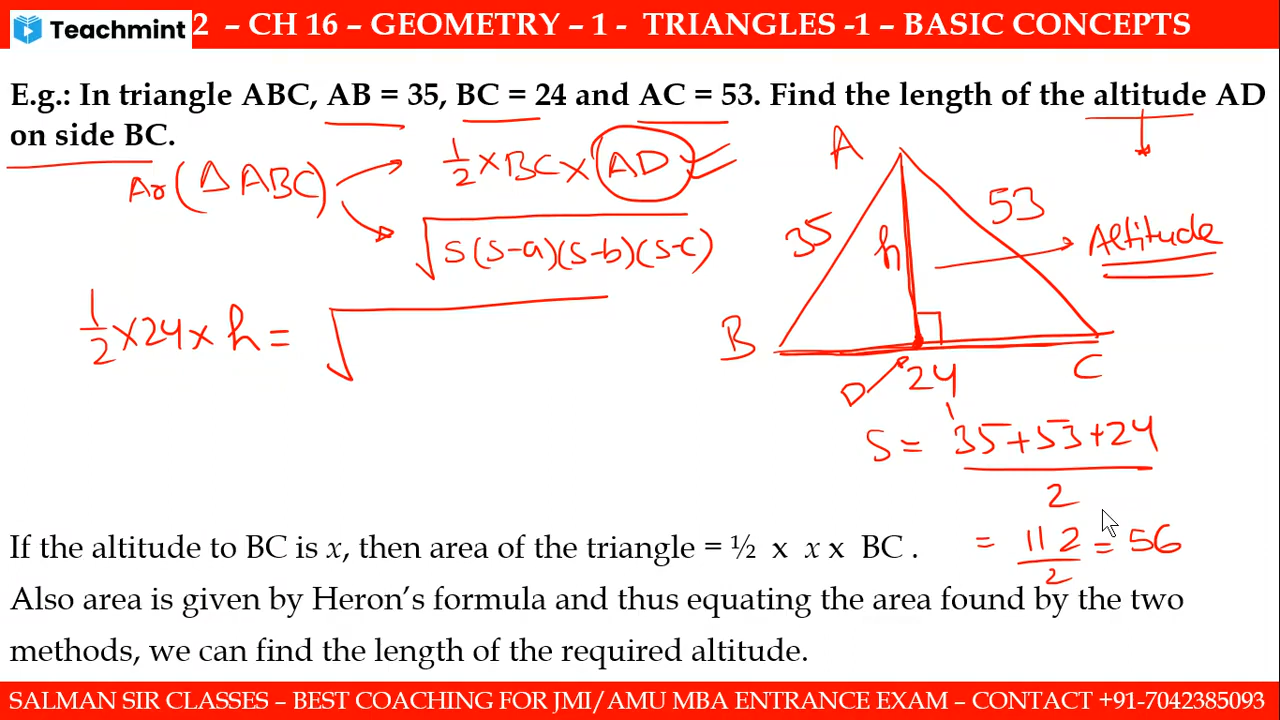 Teachmint
2 – CH 16 – GEOMETRY – 1 - TRIANGLES -1 – BASIC CONCEPTS
E.g.: In triangle ABC, AB = 35, BC = 24 and AC = 53. Find the length of the altitude AD
on side BC.
Ar(ΔABC)
1/2 × BC × AD
√s(s-a)(s-b)(s-c)
1/2 × 24 × h = √
A
35
53
h
Altitude
B
C
D
24
S = 35+53+24
2
= 112 = 56
2
If the altitude to BC is x, then area of the triangle = ½ x x x BC .
Also area is given by Heron's formula and thus equating the area found by the two
methods, we can find the length of the required altitude.
SALMAN SIR CLASSES – BEST COACHING FOR JMI/AMU MBA ENTRANCE EXAM – CONTACT +91-7042385093